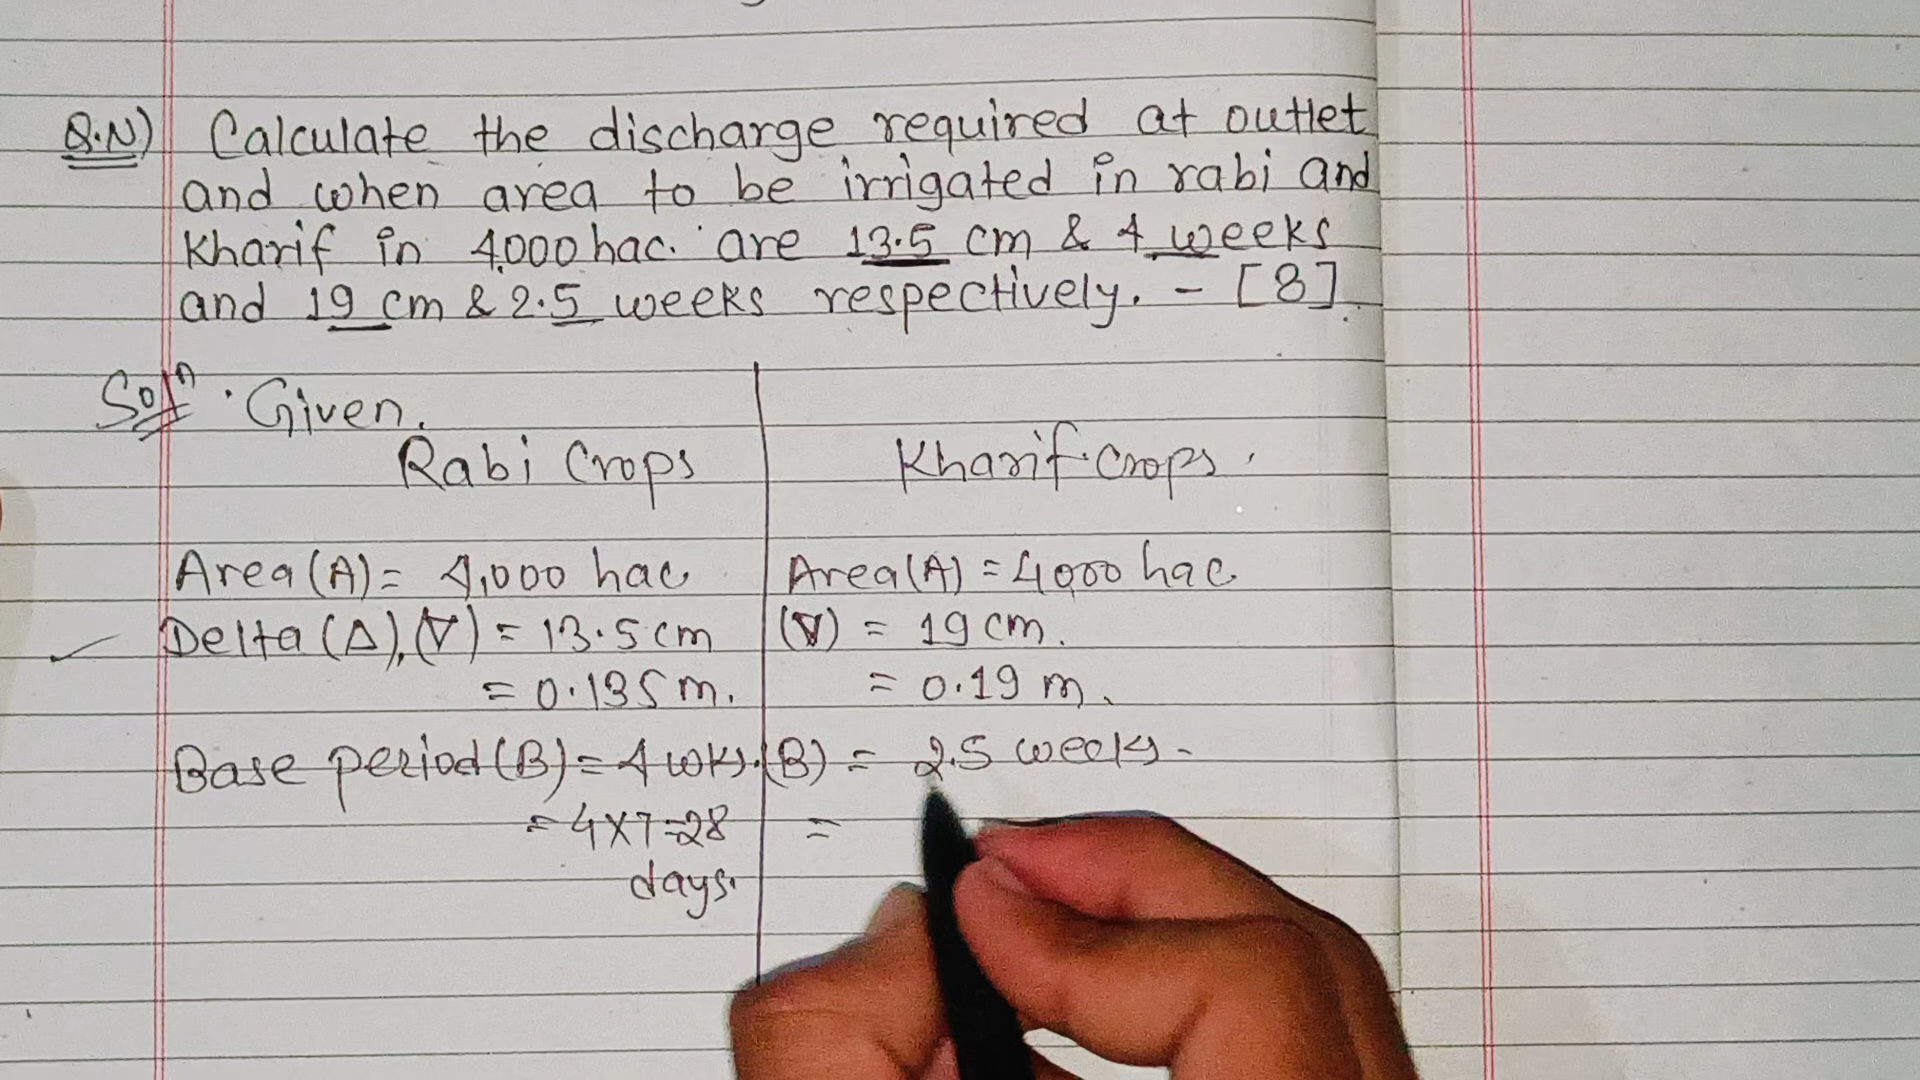 Q.N) Calculate the discharge required at outlet
and when area to be irrigated in rabi and
Kharif in 4,000 hac. are 13.5 cm & 4 weeks
and 19 cm & 2.5 weeks respectively. - [8].
Solⁿ. Given.
Rabi Crops
Area (A) = 4,000 hac
Delta (Δ), (∇) = 13.5 cm
= 0.135 m.
Base period (B) = 4 wks.
= 4×7=28
days.
Kharif crops.
Area (A) = 4000 hac
(∇) = 19 cm.
= 0.19 m.
(B) = 2.5 weeks.
=